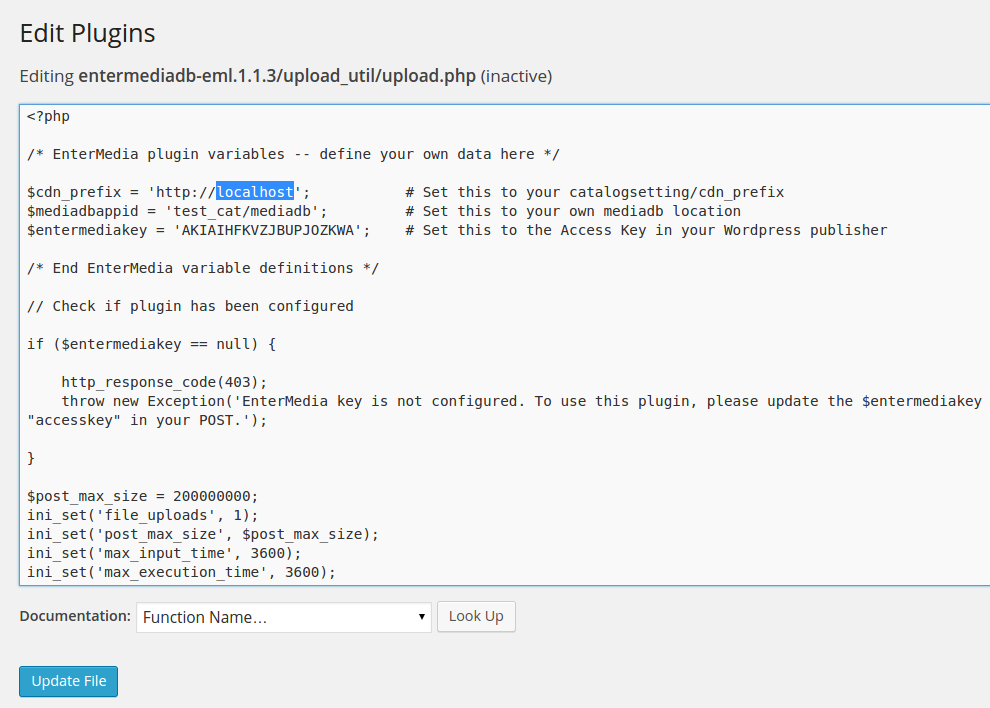 Edit Plugins
Editing entermediadb-eml.1.1.3/upload_util/upload.php (inactive)
<?php
/* EnterMedia plugin variables -- define your own data here */
$cdn_prefix = 'http://localhost';           # Set this to your catalogsetting/cdn_prefix
$mediadbappid = 'test_cat/mediadb';         # Set this to your own mediadb location
$entermediakey = 'AKIAIHFKVZJBUPJOZKWA';    # Set this to the Access Key in your Wordpress publisher
/* End EnterMedia variable definitions */
// Check if plugin has been configured
if ($entermediakey == null) {
    http_response_code(403);
    throw new Exception('EnterMedia key is not configured. To use this plugin, please update the $entermediakey
"accesskey" in your POST.');
}
$post_max_size = 200000000;
ini_set('file_uploads', 1);
ini_set('post_max_size', $post_max_size);
ini_set('max_input_time', 3600);
ini_set('max_execution_time', 3600);
Documentation: Function Name... Look Up
Update File